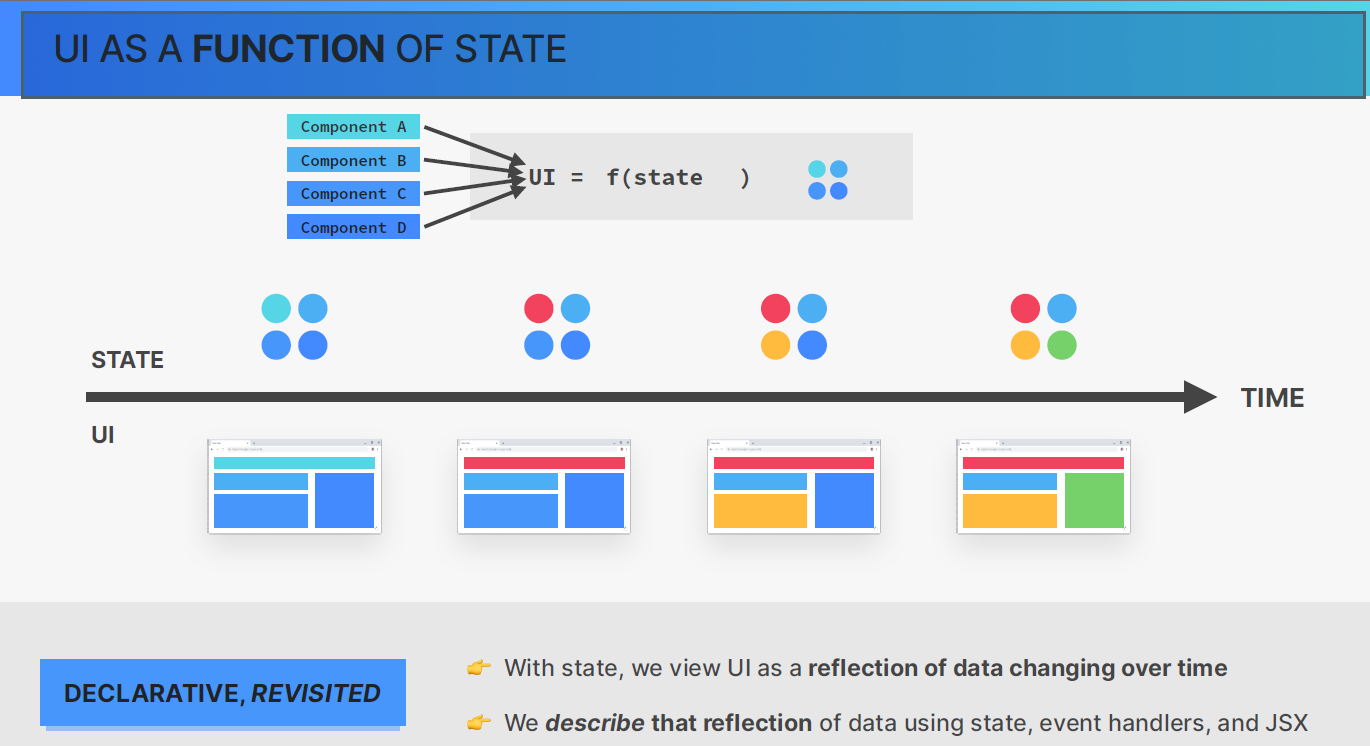 UI AS A FUNCTION OF STATE
Component A
Component B
Component C
Component D
UI = f(state )
STATE
TIME
UI
DECLARATIVE, REVISITED
👉 With state, we view UI as a reflection of data changing over time
👉 We describe that reflection of data using state, event handlers, and JSX